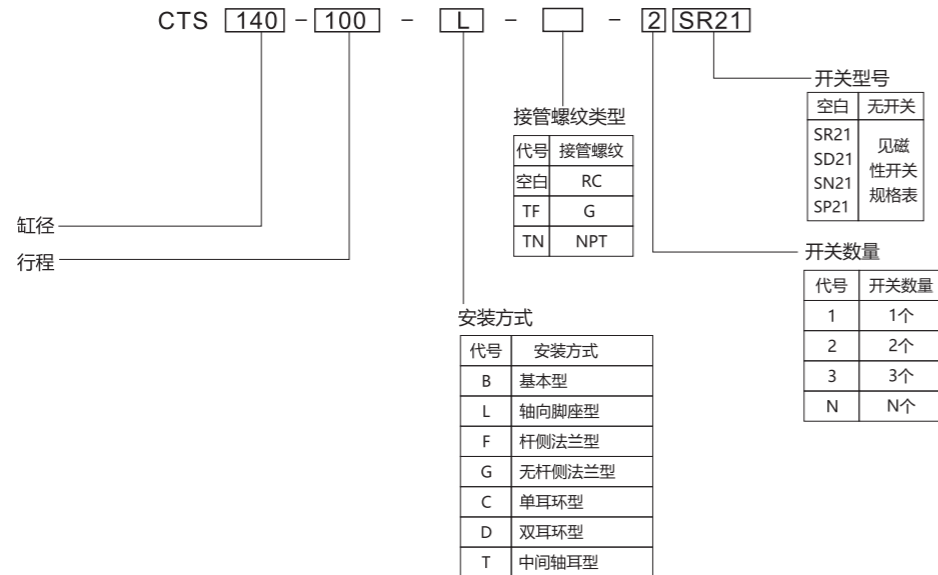 CTS 140 - 100 - L - - 2 SR21
开关型号
空白 无开关
SR21
SD21
SN21
SP21
见磁
性开关
规格表
接管螺纹类型
代号 接管螺纹
空白 RC
TF G
TN NPT
缸径
行程
开关数量
代号 开关数量
1 1个
2 2个
3 3个
N N个
安装方式
代号 安装方式
B 基本型
L 轴向脚座型
F 杆侧法兰型
G 无杆侧法兰型
C 单耳环型
D 双耳环型
T 中间轴耳型